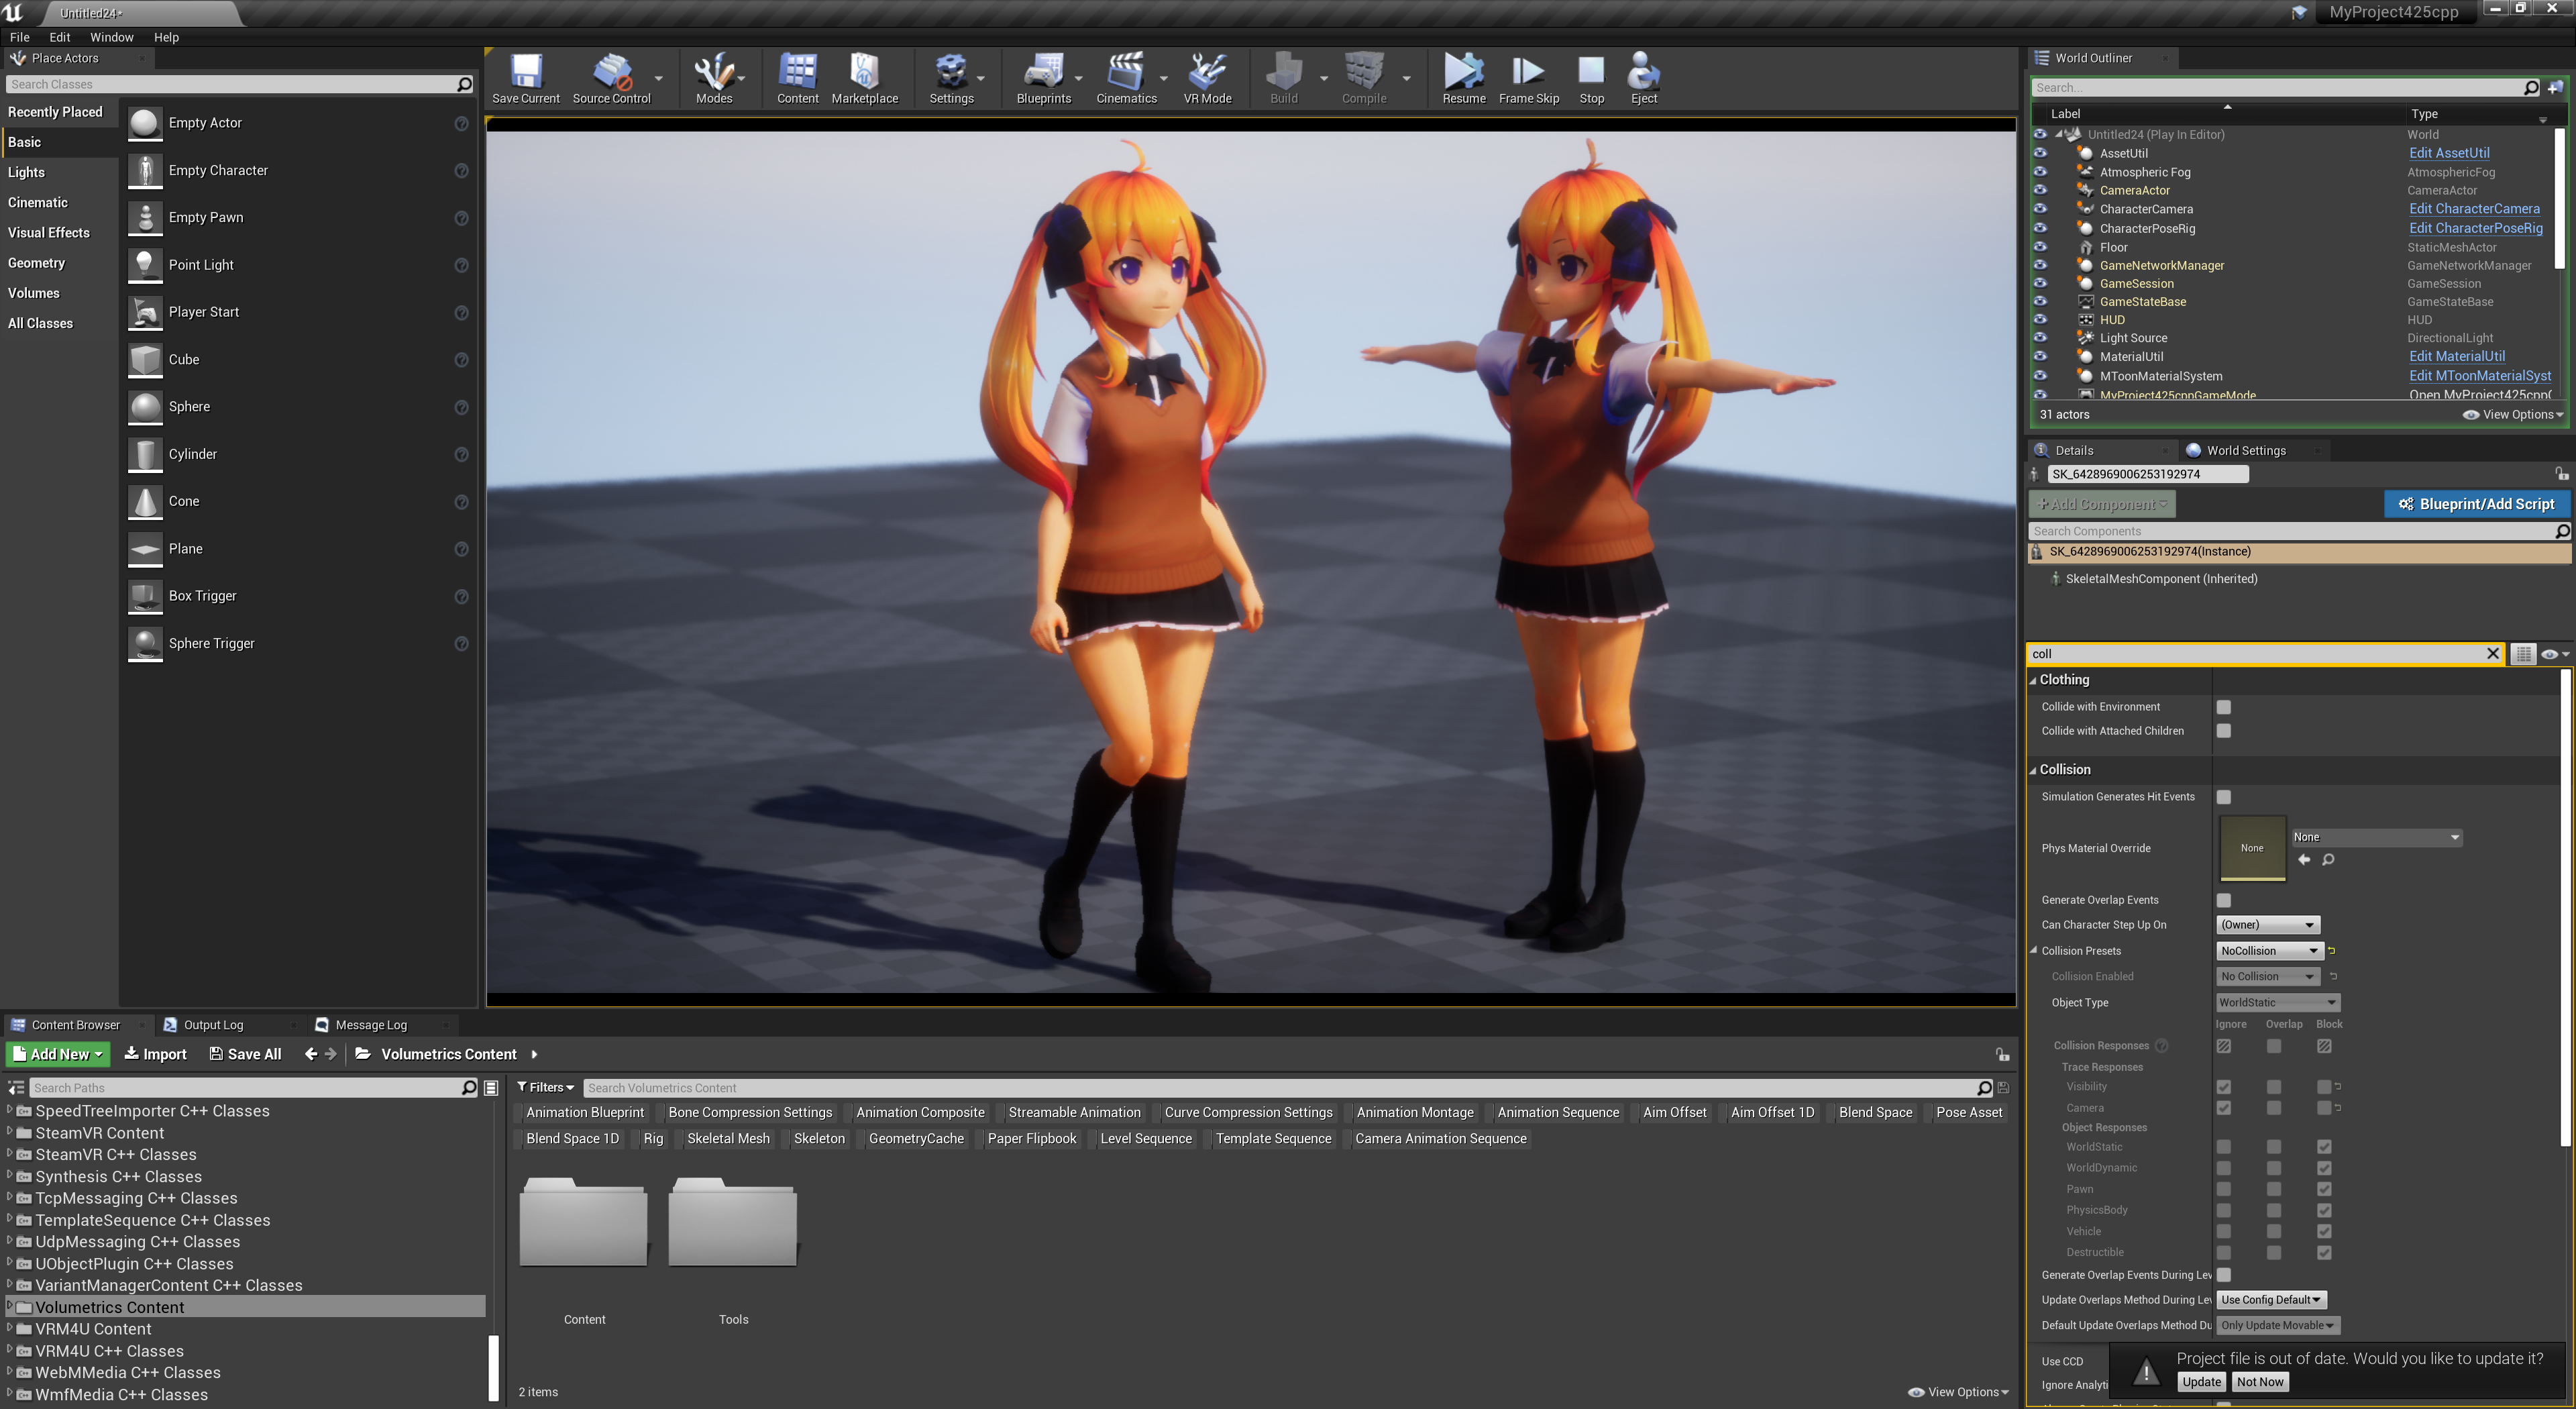 Untitled24•
MyProject425cpp
File Edit Window Help
Place Actors
Search Classes
Recently Placed
Basic
Lights
Cinematic
Visual Effects
Geometry
Volumes
All Classes
Empty Actor
Empty Character
Empty Pawn
Point Light
Player Start
Cube
Sphere
Cylinder
Cone
Plane
Box Trigger
Sphere Trigger
Save Current Source Control Modes Content Marketplace Settings Blueprints Cinematics VR Mode Build Compile Resume Frame Skip Stop Eject
World Outliner
Search...
Label Type
Untitled24 (Play In Editor) World
AssetUtil Edit AssetUtil
Atmospheric Fog AtmosphericFog
CameraActor CameraActor
CharacterCamera Edit CharacterCamera
CharacterPoseRig Edit CharacterPoseRig
Floor StaticMeshActor
GameNetworkManager GameNetworkManager
GameSession GameSession
GameStateBase GameStateBase
HUD HUD
Light Source DirectionalLight
MaterialUtil Edit MaterialUtil
MToonMaterialSystem Edit MToonMaterialSyst
MyProject425cppGameMode Open MyProject425cpp(
31 actors View Options
Details World Settings
SK_6428969006253192974
+Add Component Blueprint/Add Script
Search Components
SK_6428969006253192974(Instance)
SkeletalMeshComponent (Inherited)
coll
Clothing
Collide with Environment
Collide with Attached Children
Collision
Simulation Generates Hit Events
Phys Material Override None None
Generate Overlap Events
Can Character Step Up On (Owner)
Collision Presets NoCollision
Collision Enabled No Collision
Object Type WorldStatic
Ignore Overlap Block
Collision Responses
Trace Responses
Visibility
Camera
Object Responses
WorldStatic
WorldDynamic
Pawn
PhysicsBody
Vehicle
Destructible
Generate Overlap Events During Lev
Update Overlaps Method During Lev Use Config Default
Default Update Overlaps Method Du Only Update Movable
Use CCD
Ignore Analyti
Project file is out of date. Would you like to update it?
Update Not Now
Content Browser Output Log Message Log
Add New Import Save All Volumetrics Content
Search Paths
SpeedTreeImporter C++ Classes
SteamVR Content
SteamVR C++ Classes
Synthesis C++ Classes
TcpMessaging C++ Classes
TemplateSequence C++ Classes
UdpMessaging C++ Classes
UObjectPlugin C++ Classes
VariantManagerContent C++ Classes
Volumetrics Content
VRM4U Content
VRM4U C++ Classes
WebMMedia C++ Classes
WmfMedia C++ Classes
Filters Search Volumetrics Content
Animation Blueprint Bone Compression Settings Animation Composite Streamable Animation Curve Compression Settings Animation Montage Animation Sequence Aim Offset Aim Offset 1D Blend Space Pose Asset
Blend Space 1D Rig Skeletal Mesh Skeleton GeometryCache Paper Flipbook Level Sequence Template Sequence Camera Animation Sequence
Content Tools
2 items View Options